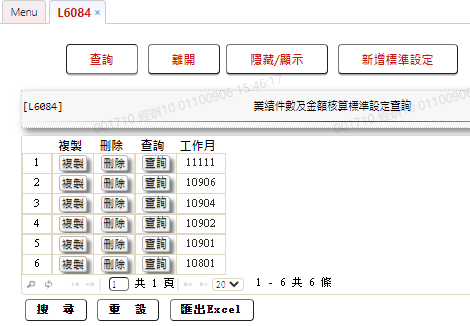 Menu L6084 ×
查詢 離開 隱藏/顯示 新增標準設定
[L6084] 業績件數及金額核算標準設定查詢
複製 刪除 查詢 工作月
1 複製 刪除 查詢 11111
2 複製 刪除 查詢 10906
3 複製 刪除 查詢 10904
4 複製 刪除 查詢 10902
5 複製 刪除 查詢 10901
6 複製 刪除 查詢 10801
1 共 1 頁 20 1 - 6 共 6 條
搜 尋 重 設 匯出Excel